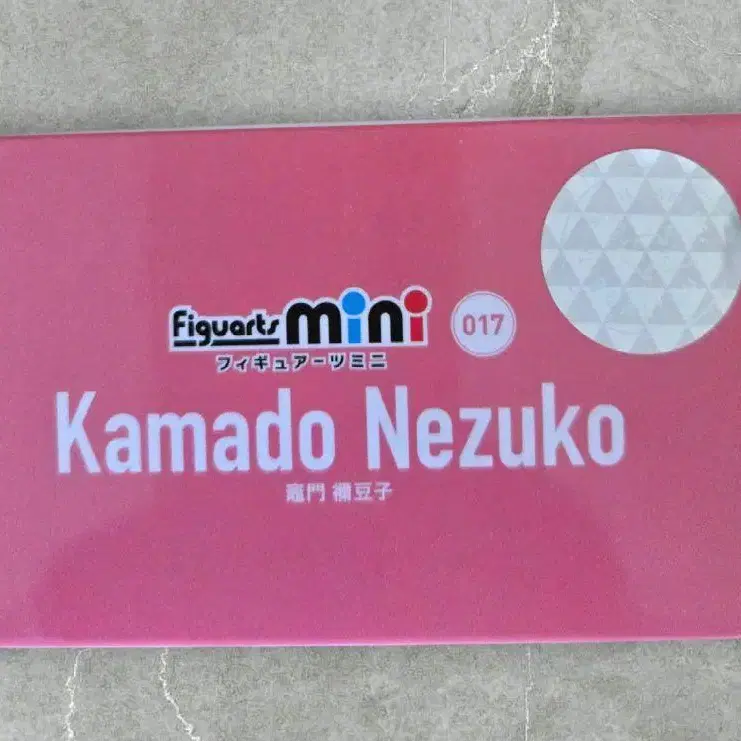 Figuarts mini 017
フィギュアーツミニ
Kamado Nezuko
竈門 禰豆子